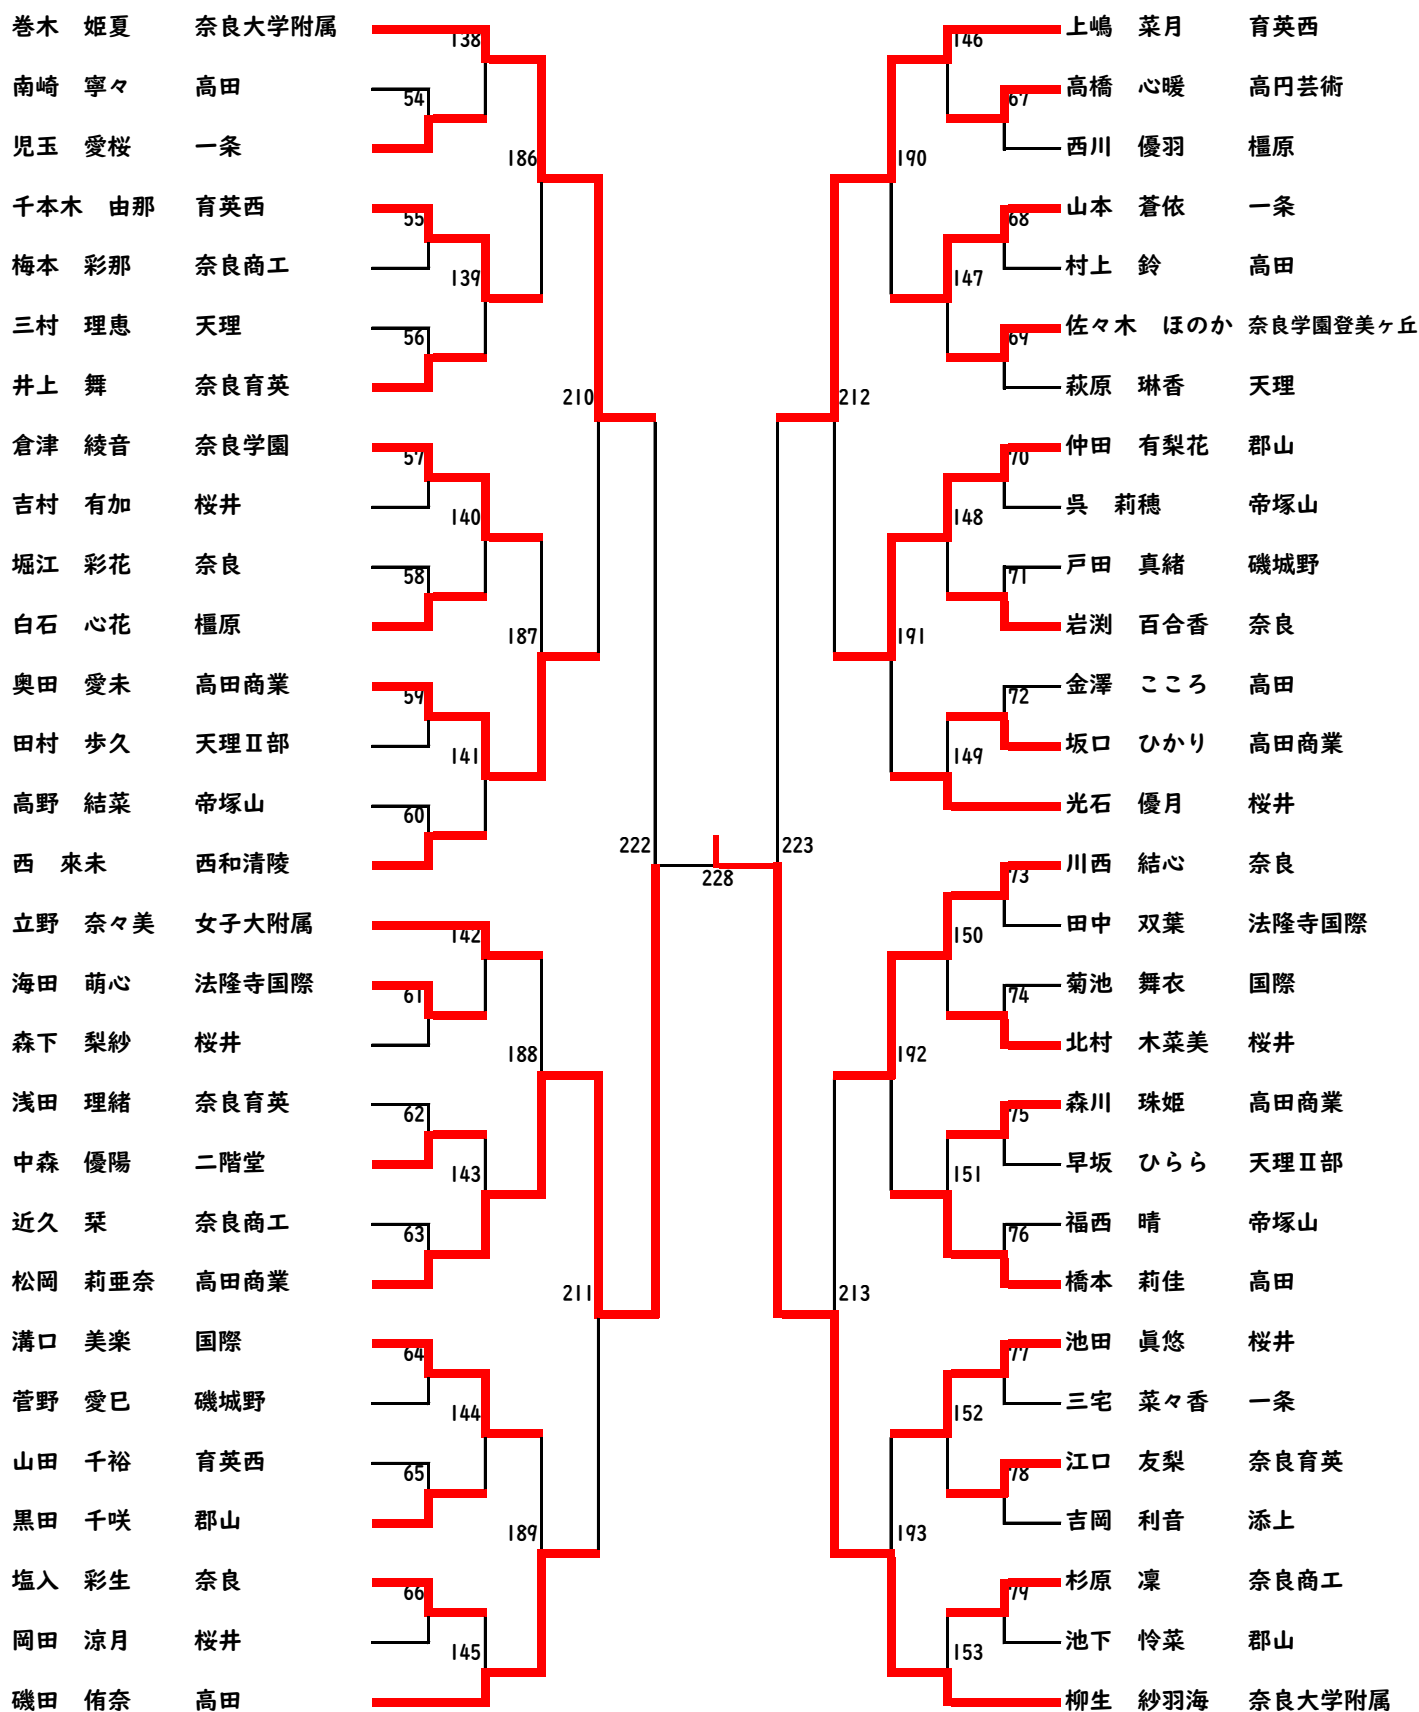 巻木　姫夏　奈良大学附属
南崎　寧々　高田
児玉　愛桜　一条
千本木　由那　育英西
梅本　彩那　奈良商工
三村　理恵　天理
井上　舞　奈良育英
倉津　綾音　奈良学園
吉村　有加　桜井
堀江　彩花　奈良
白石　心花　橿原
奥田　愛未　高田商業
田村　歩久　天理Ⅱ部
高野　結菜　帝塚山
西　來未　西和清陵
立野　奈々美　女子大附属
海田　萌心　法隆寺国際
森下　梨紗　桜井
浅田　理緒　奈良育英
中森　優陽　二階堂
近久　栞　奈良商工
松岡　莉亜奈　高田商業
溝口　美楽　国際
菅野　愛巳　磯城野
山田　千裕　育英西
黒田　千咲　郡山
塩入　彩生　奈良
岡田　涼月　桜井
磯田　侑奈　高田
54
55
56
57
58
59
60
61
62
63
64
65
66
138
139
140
141
142
143
144
145
186
187
188
189
210
211
222
228
223
212
213
190
191
192
193
146
147
148
149
150
151
152
153
67
68
69
70
71
72
73
74
75
76
77
78
79
上嶋　菜月　育英西
高橋　心暖　高円芸術
西川　優羽　橿原
山本　蒼依　一条
村上　鈴　高田
佐々木　ほのか　奈良学園登美ヶ丘
萩原　琳香　天理
仲田　有梨花　郡山
呉　莉穂　帝塚山
戸田　真緒　磯城野
岩渕　百合香　奈良
金澤　こころ　高田
坂口　ひかり　高田商業
光石　優月　桜井
川西　結心　奈良
田中　双葉　法隆寺国際
菊池　舞衣　国際
北村　木菜美　桜井
森川　珠姫　高田商業
早坂　ひらら　天理Ⅱ部
福西　晴　帝塚山
橋本　莉佳　高田
池田　眞悠　桜井
三宅　菜々香　一条
江口　友梨　奈良育英
吉岡　利音　添上
杉原　凜　奈良商工
池下　怜菜　郡山
柳生　紗羽海　奈良大学附属